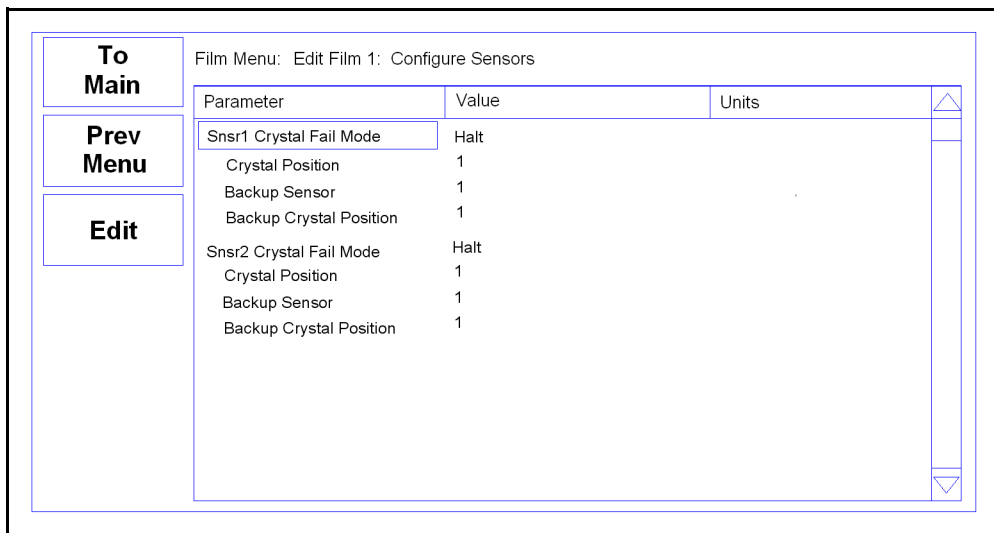 To
Main
Prev
Menu
Edit
Film Menu: Edit Film 1: Configure Sensors
Parameter Value Units
Snsr1 Crystal Fail Mode Halt
Crystal Position 1
Backup Sensor 1
Backup Crystal Position 1
Snsr2 Crystal Fail Mode Halt
Crystal Position 1
Backup Sensor 1
Backup Crystal Position 1